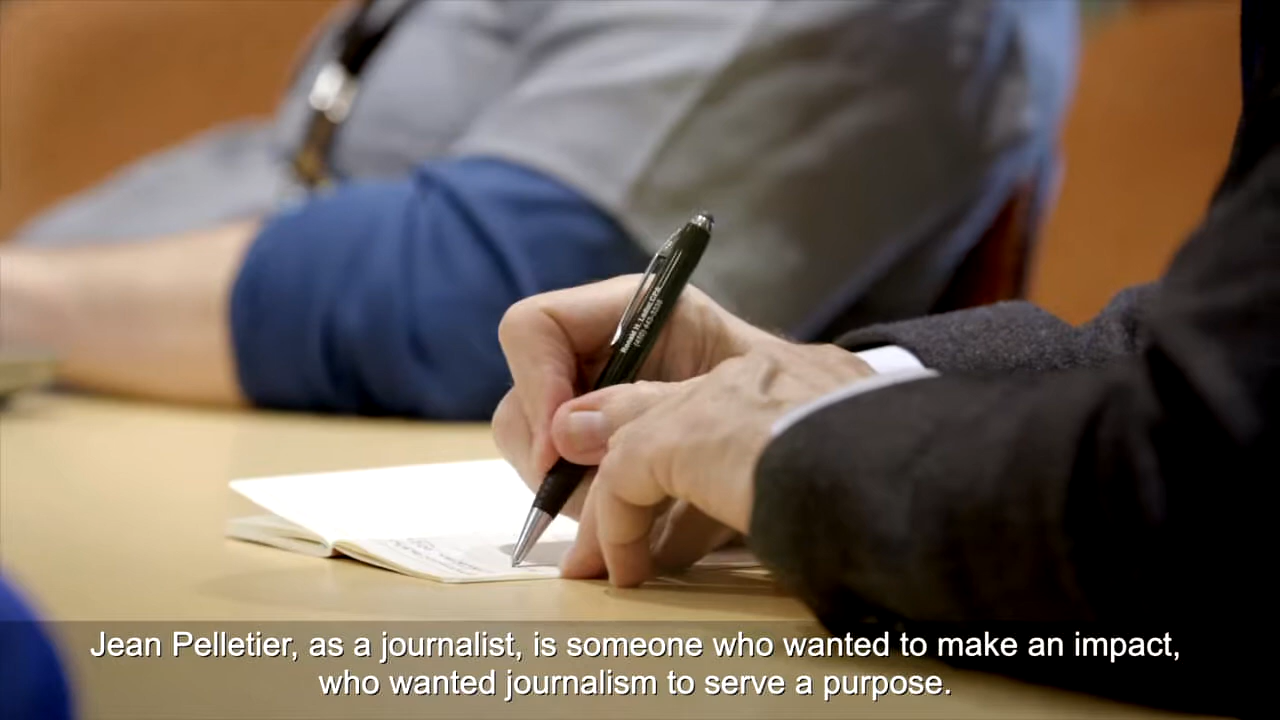 Jean Pelletier, as a journalist, is someone who wanted to make an impact,
who wanted journalism to serve a purpose.